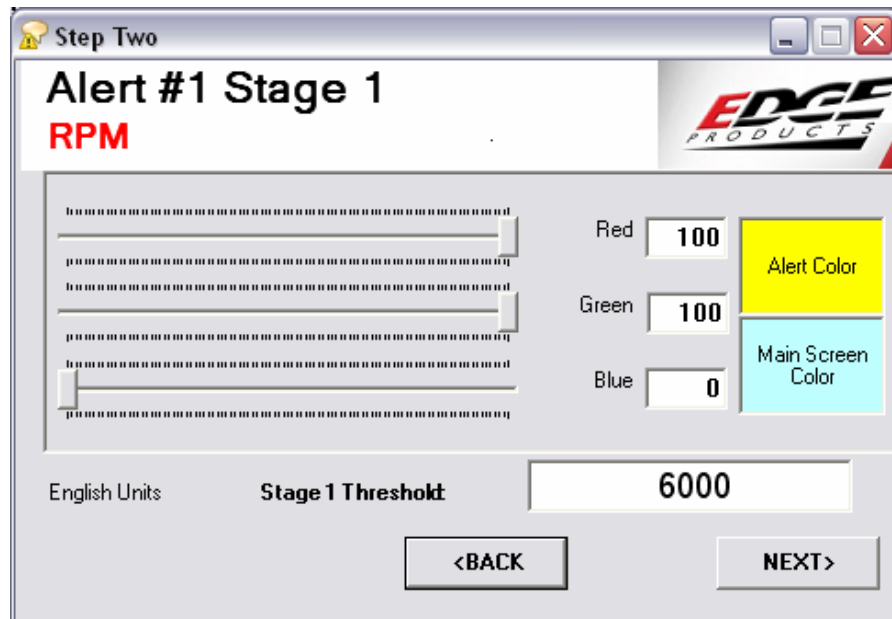 Step Two
Alert #1 Stage 1
RPM
EDGE
PRODUCTS
Red 100
Alert Color
Green 100
Main Screen
Color
Blue 0
English Units Stage 1 Threshold: 6000
<BACK NEXT>